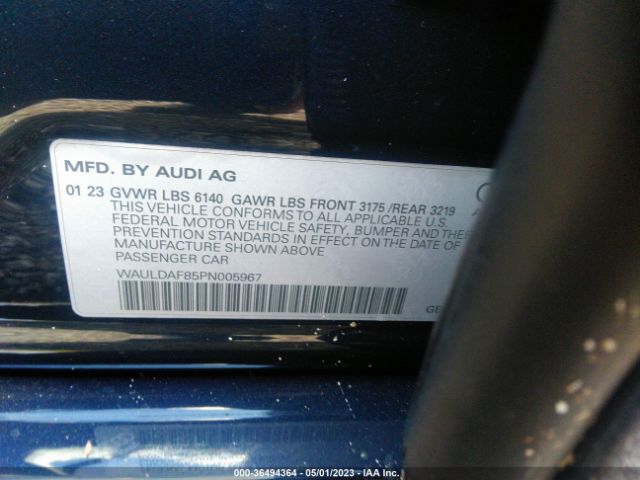 MFD. BY AUDI AG
01 23 GVWR LBS 6140 GAWR LBS FRONT 3175 /REAR 3219
THIS VEHICLE CONFORMS TO ALL APPLICABLE U.S.
FEDERAL MOTOR VEHICLE SAFETY, BUMPER AND
PREVENTION STANDARDS IN EFFECT ON THE DATE OF
MANUFACTURE SHOWN ABOVE
PASSENGER CAR
WAULDAF85PN005967
000-36494364 - 05/01/2023 - IAA Inc.